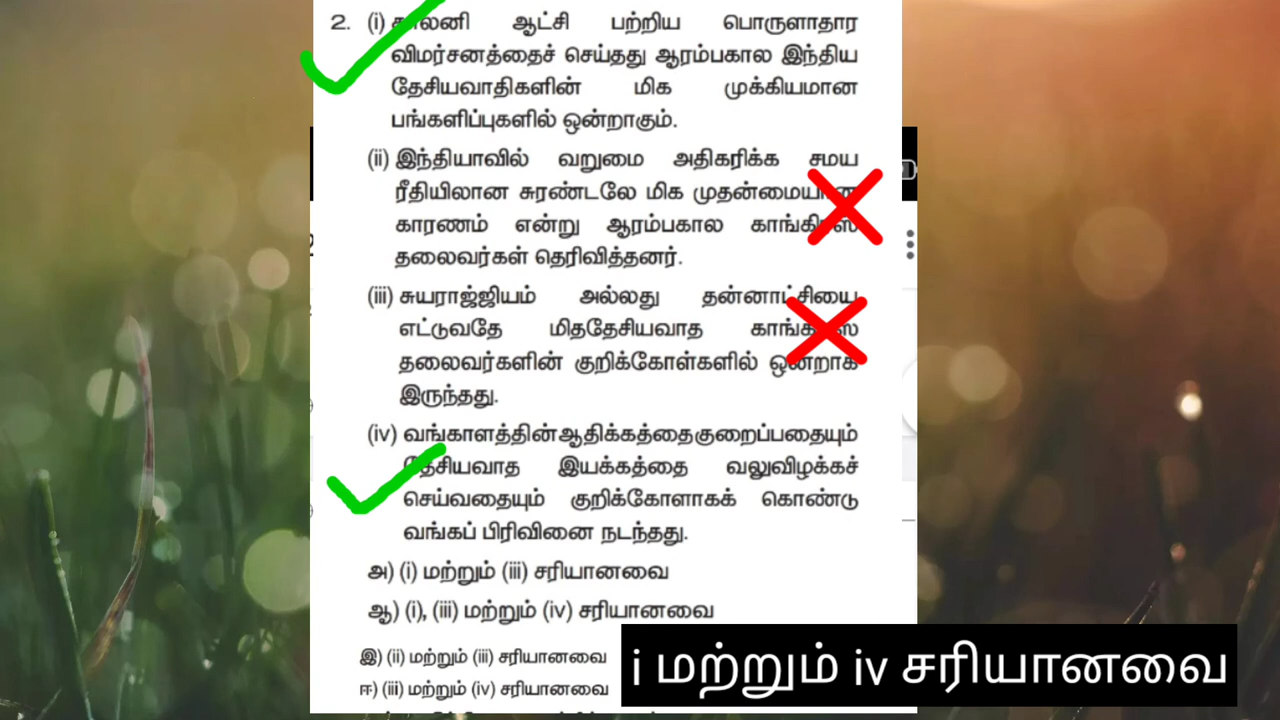 2. (i) காலனி ஆட்சி பற்றிய பொருளாதார
விமர்சனத்தைச் செய்தது ஆரம்பகால இந்திய
தேசியவாதிகளின் மிக முக்கியமான
பங்களிப்புகளில் ஒன்றாகும்.
(ii) இந்தியாவில் வறுமை அதிகரிக்க சமய
ரீதியிலான சுரண்டலே மிக முதன்மையான
காரணம் என்று ஆரம்பகால காங்கிரஸ்
தலைவர்கள் தெரிவித்தனர்.
(iii) சுயராஜ்ஜியம் அல்லது தன்னாட்சியை
எட்டுவதே மிததேசியவாத காங்கிரஸ்
தலைவர்களின் குறிக்கோள்களில் ஒன்றாக
இருந்தது.
(iv) வங்காளத்தின்ஆதிக்கத்தைகுறைப்பதையும்
தேசியவாத இயக்கத்தை வலுவிழக்கச்
செய்வதையும் குறிக்கோளாகக் கொண்டு
வங்கப் பிரிவினை நடந்தது.
அ) (i) மற்றும் (iii) சரியானவை
ஆ) (i), (iii) மற்றும் (iv) சரியானவை
இ) (ii) மற்றும் (iii) சரியானவை
ஈ) (iii) மற்றும் (iv) சரியானவை
i மற்றும் iv சரியானவை